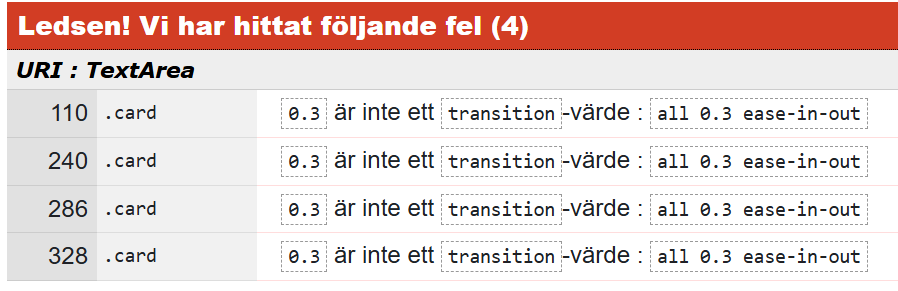 Ledsen! Vi har hittat följande fel (4)
URI : TextArea
110 .card 0.3 är inte ett transition-värde : all 0.3 ease-in-out
240 .card 0.3 är inte ett transition-värde : all 0.3 ease-in-out
286 .card 0.3 är inte ett transition-värde : all 0.3 ease-in-out
328 .card 0.3 är inte ett transition-värde : all 0.3 ease-in-out